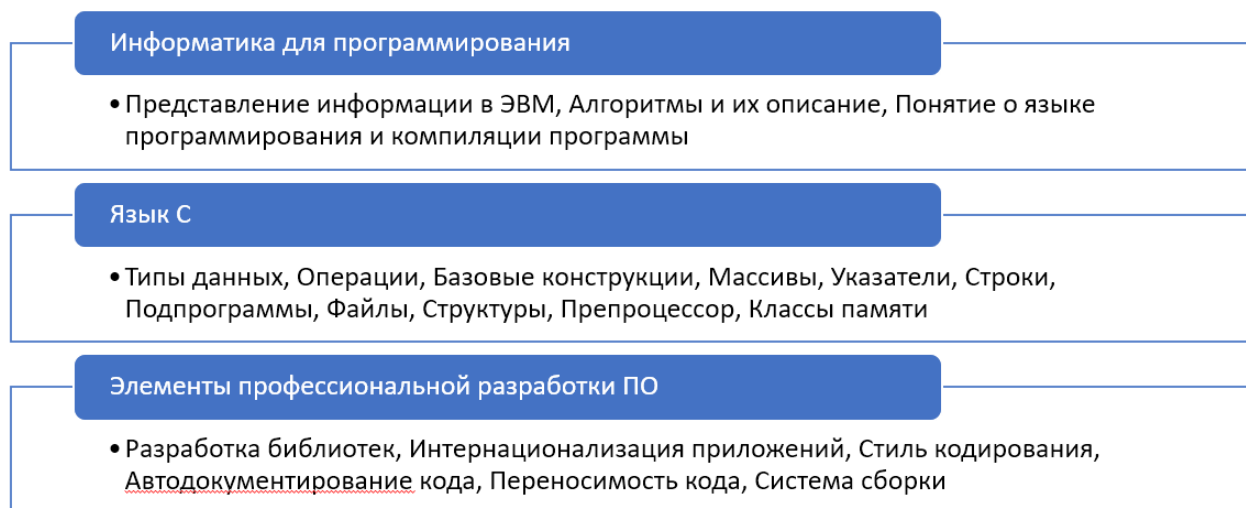 Информатика для программирования
• Представление информации в ЭВМ, Алгоритмы и их описание, Понятие о языке
программирования и компиляции программы
Язык С
• Типы данных, Операции, Базовые конструкции, Массивы, Указатели, Строки,
Подпрограммы, Файлы, Структуры, Препроцессор, Классы памяти
Элементы профессиональной разработки ПО
• Разработка библиотек, Интернационализация приложений, Стиль кодирования,
Автодокументирование кода, Переносимость кода, Система сборки